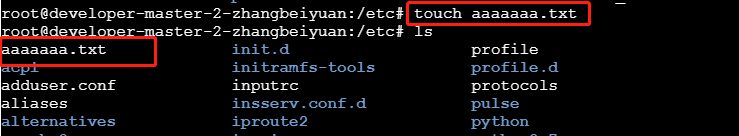 root@developer-master-2-zhangbeiyuan:/etc# touch aaaaaaa.txt
root@developer-master-2-zhangbeiyuan:/etc# ls
aaaaaaa.txt init.d profile
acpi initramfs-tools profile.d
adduser.conf inputrc protocols
aliases insserv.conf.d pulse
alternatives iproute2 python